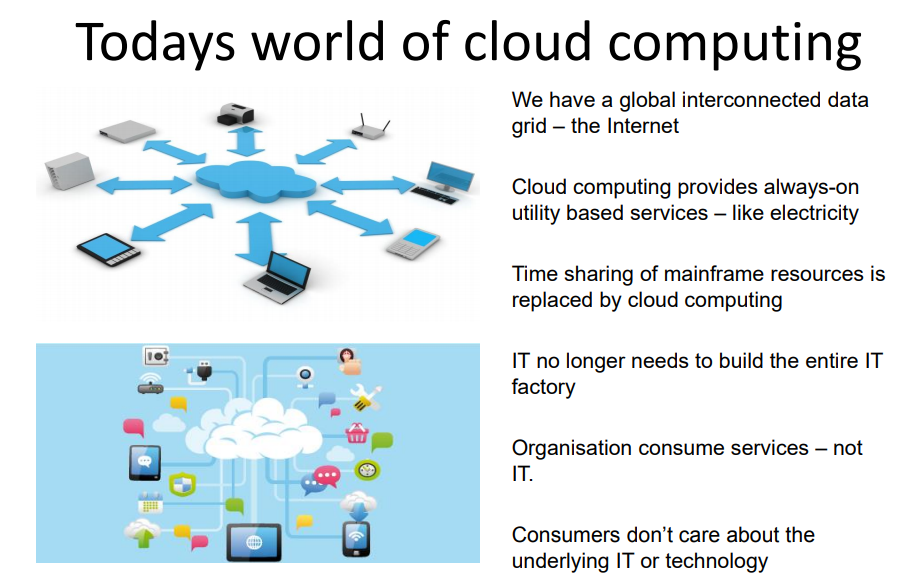 Todays world of cloud computing
We have a global interconnected data
grid – the Internet
Cloud computing provides always-on
utility based services – like electricity
Time sharing of mainframe resources is
replaced by cloud computing
IT no longer needs to build the entire IT
factory
Organisation consume services – not
IT.
Consumers don’t care about the
underlying IT or technology